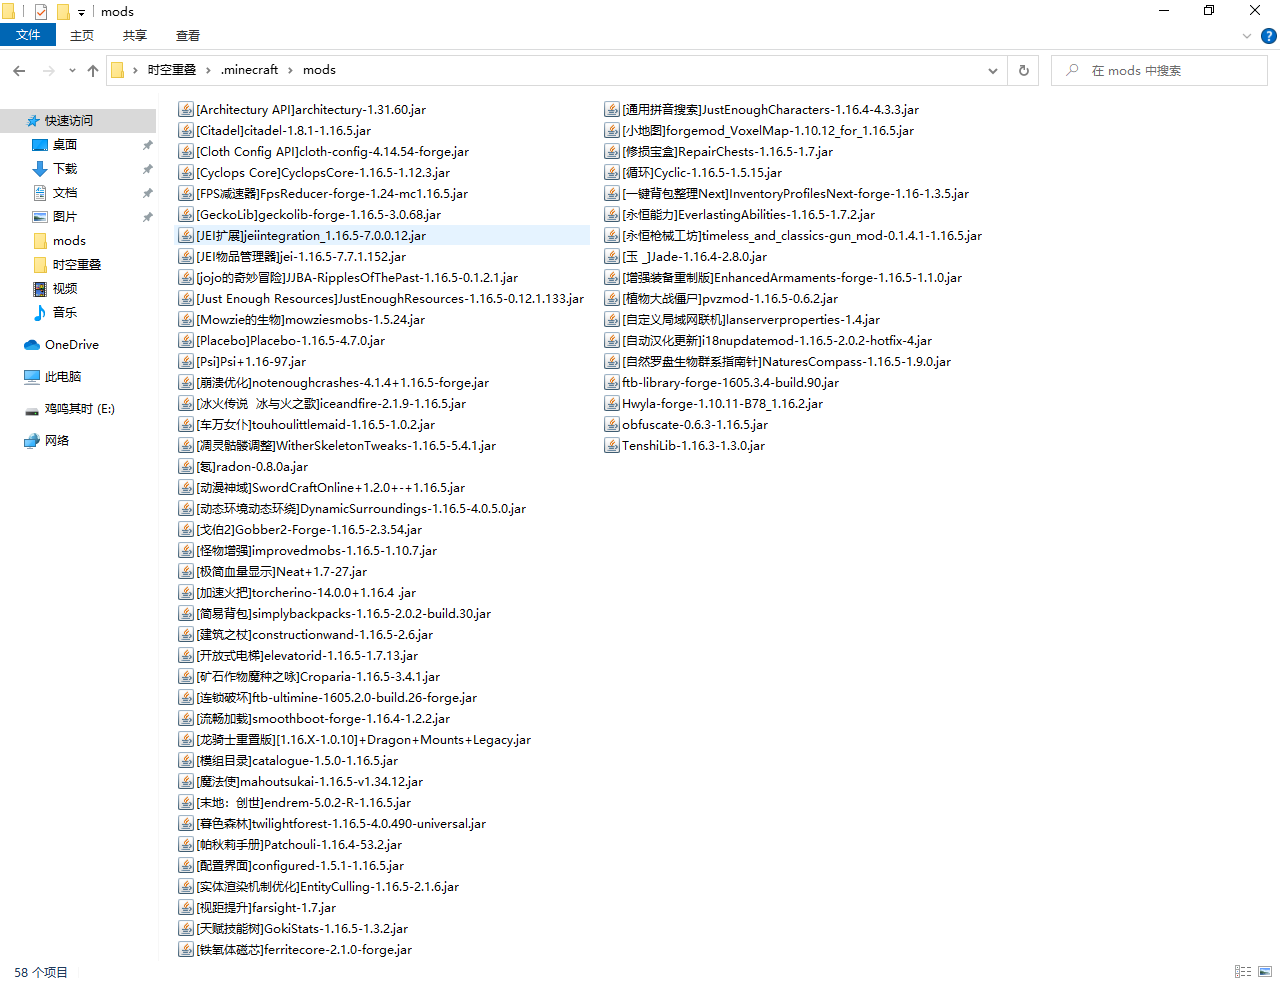 mods
文件 主页 共享 查看
时空重叠 › .minecraft › mods
在 mods 中搜索
快速访问
桌面
下载
文档
图片
mods
时空重叠
视频
音乐
OneDrive
此电脑
鸡鸣其时 (E:)
网络
[Architectury API]architectury-1.31.60.jar
[Citadel]citadel-1.8.1-1.16.5.jar
[Cloth Config API]cloth-config-4.14.54-forge.jar
[Cyclops Core]CyclopsCore-1.16.5-1.12.3.jar
[FPS减速器]FpsReducer-forge-1.24-mc1.16.5.jar
[GeckoLib]geckolib-forge-1.16.5-3.0.68.jar
[JEI扩展]jeiintegration_1.16.5-7.0.0.12.jar
[JEI物品管理器]jei-1.16.5-7.7.1.152.jar
[jojo的奇妙冒险]JJBA-RipplesOfThePast-1.16.5-0.1.2.1.jar
[Just Enough Resources]JustEnoughResources-1.16.5-0.12.1.133.jar
[Mowzie的生物]mowziesmobs-1.5.24.jar
[Placebo]Placebo-1.16.5-4.7.0.jar
[Psi]Psi+1.16-97.jar
[崩溃优化]notenoughcrashes-4.1.4+1.16.5-forge.jar
[冰火传说  冰与火之歌]iceandfire-2.1.9-1.16.5.jar
[车万女仆]touhoulittlemaid-1.16.5-1.0.2.jar
[凋灵骷髅调整]WitherSkeletonTweaks-1.16.5-5.4.1.jar
[氡]radon-0.8.0a.jar
[动漫神域]SwordCraftOnline+1.2.0+-+1.16.5.jar
[动态环境动态环绕]DynamicSurroundings-1.16.5-4.0.5.0.jar
[戈伯2]Gobber2-Forge-1.16.5-2.3.54.jar
[怪物增强]improvedmobs-1.16.5-1.10.7.jar
[极简血量显示]Neat+1.7-27.jar
[加速火把]torcherino-14.0.0+1.16.4 .jar
[简易背包]simplybackpacks-1.16.5-2.0.2-build.30.jar
[建筑之杖]constructionwand-1.16.5-2.6.jar
[开放式电梯]elevatorid-1.16.5-1.7.13.jar
[矿石作物魔种之咏]Croparia-1.16.5-3.4.1.jar
[连锁破坏]ftb-ultimine-1605.2.0-build.26-forge.jar
[流畅加载]smoothboot-forge-1.16.4-1.2.2.jar
[龙骑士重置版][1.16.X-1.0.10]+Dragon+Mounts+Legacy.jar
[模组目录]catalogue-1.5.0-1.16.5.jar
[魔法使]mahoutsukai-1.16.5-v1.34.12.jar
[末地：创世]endrem-5.0.2-R-1.16.5.jar
[暮色森林]twilightforest-1.16.5-4.0.490-universal.jar
[帕秋莉手册]Patchouli-1.16.4-53.2.jar
[配置界面]configured-1.5.1-1.16.5.jar
[实体渲染机制优化]EntityCulling-1.16.5-2.1.6.jar
[视距提升]farsight-1.7.jar
[天赋技能树]GokiStats-1.16.5-1.3.2.jar
[铁氧体磁芯]ferritecore-2.1.0-forge.jar
[通用拼音搜索]JustEnoughCharacters-1.16.4-4.3.3.jar
[小地图]forgemod_VoxelMap-1.10.12_for_1.16.5.jar
[修损宝盒]RepairChests-1.16.5-1.7.jar
[循环]Cyclic-1.16.5-1.5.15.jar
[一键背包整理Next]InventoryProfilesNext-forge-1.16-1.3.5.jar
[永恒能力]EverlastingAbilities-1.16.5-1.7.2.jar
[永恒枪械工坊]timeless_and_classics-gun_mod-0.1.4.1-1.16.5.jar
[玉 _]Jade-1.16.4-2.8.0.jar
[增强装备重制版]EnhancedArmaments-forge-1.16.5-1.1.0.jar
[植物大战僵尸]pvzmod-1.16.5-0.6.2.jar
[自定义局域网联机]lanserverproperties-1.4.jar
[自动汉化更新]i18nupdatemod-1.16.5-2.0.2-hotfix-4.jar
[自然罗盘生物群系指南针]NaturesCompass-1.16.5-1.9.0.jar
ftb-library-forge-1605.3.4-build.90.jar
Hwyla-forge-1.10.11-B78_1.16.2.jar
obfuscate-0.6.3-1.16.5.jar
TenshiLib-1.16.3-1.3.0.jar
58 个项目